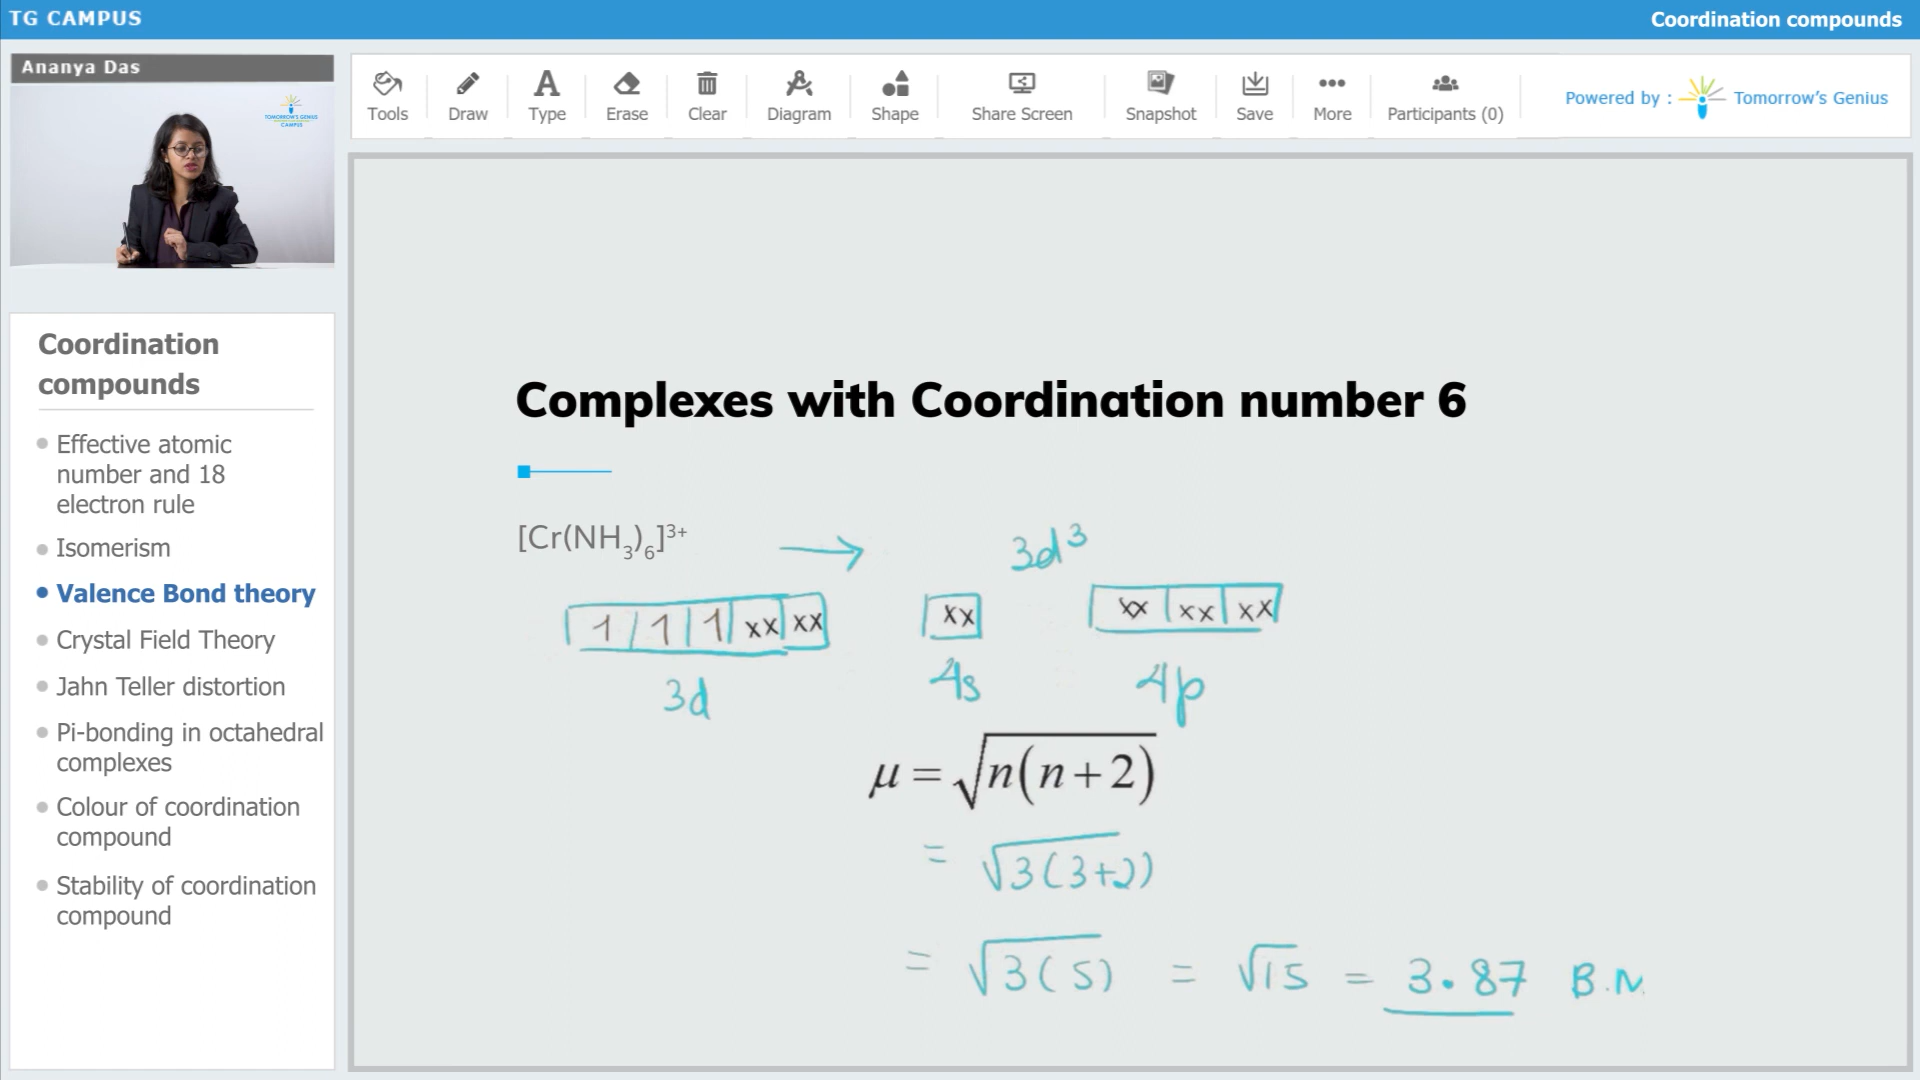 TG CAMPUS
Coordination compounds
Ananya Das
TOMORROW'S GENIUS
CAMPUS
Tools
Draw
Type
Erase
Clear
Diagram
Shape
Share Screen
Snapshot
Save
More
Participants (0)
Powered by : Tomorrow's Genius
Coordination
compounds
Effective atomic
number and 18
electron rule
Isomerism
Valence Bond theory
Crystal Field Theory
Jahn Teller distortion
Pi-bonding in octahedral
complexes
Colour of coordination
compound
Stability of coordination
compound
Complexes with Coordination number 6
[Cr(NH₃)₆]³⁺ → 3d³
1 1 1 xx xx xx xx xx xx
3d 4s 4p
μ = √n(n+2)
= √3(3+2)
= √3(5) = √15 = 3.87 B.M